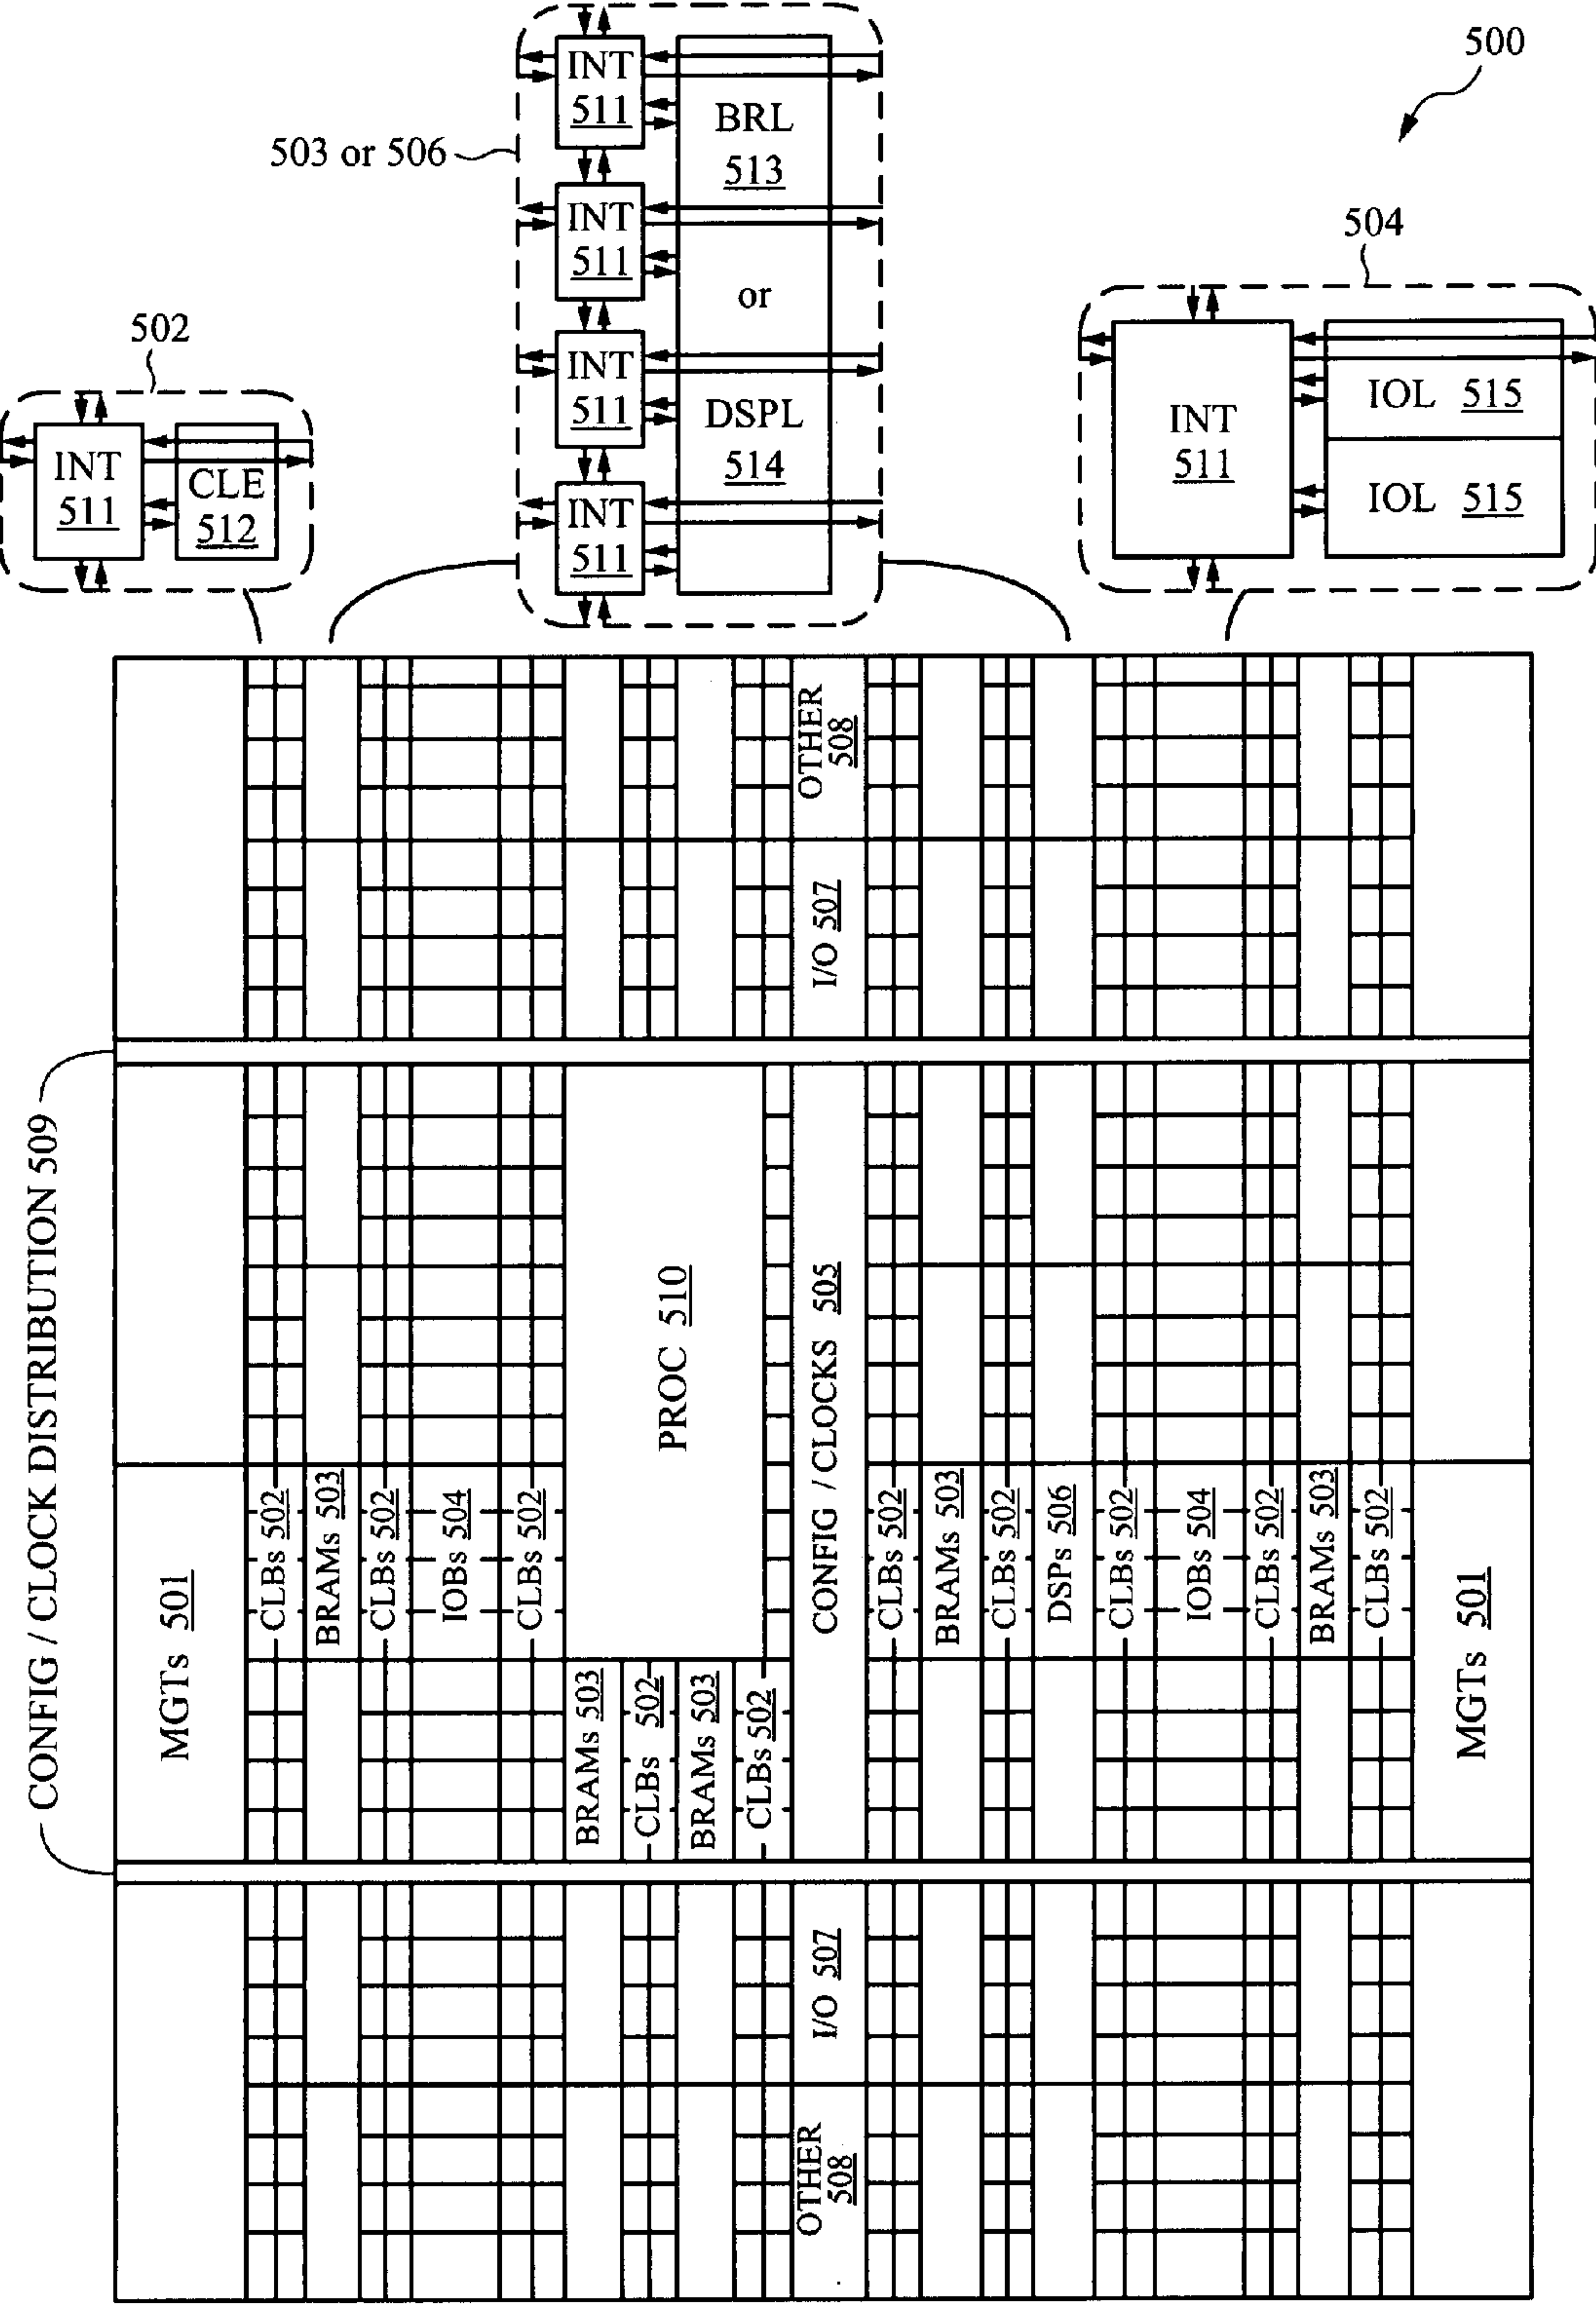 500
INT
511
BRL
513
503 or 506
INT
511
or
504
502
INT
511
DSPL
514
INT
511
INT
511
CLE
512
INT
511
IOL 515
IOL 515
OTHER
508
I/O 507
CONFIG / CLOCK DISTRIBUTION 509
PROC 510
CONFIG / CLOCKS 505
MGTs 501
CLBs 502
BRAMs 503
CLBs 502
IOBs 504
CLBs 502
CLBs 502
BRAMs 503
CLBs 502
DSPs 506
CLBs 502
IOBs 504
CLBs 502
BRAMs 503
CLBs 502
MGTs 501
BRAMs 503
CLBs 502
BRAMs 503
CLBs 502
I/O 507
OTHER
508